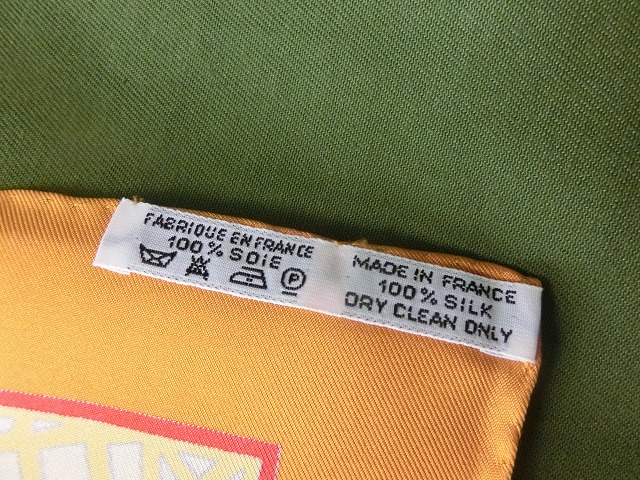 FABRIQUE EN FRANCE
100% SOIE
P
MADE IN FRANCE
100% SILK
DRY CLEAN ONLY